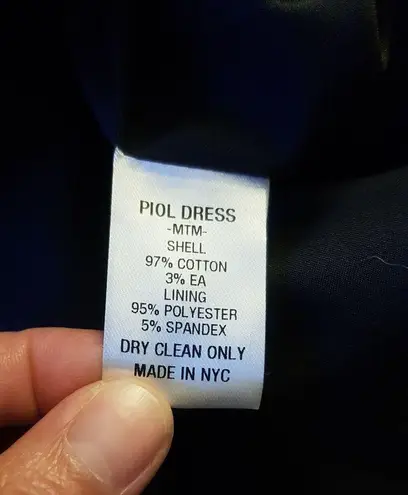 PIOL DRESS
-MTM-
SHELL
97% COTTON
3% EA
LINING
95% POLYESTER
5% SPANDEX
DRY CLEAN ONLY
MADE IN NYC